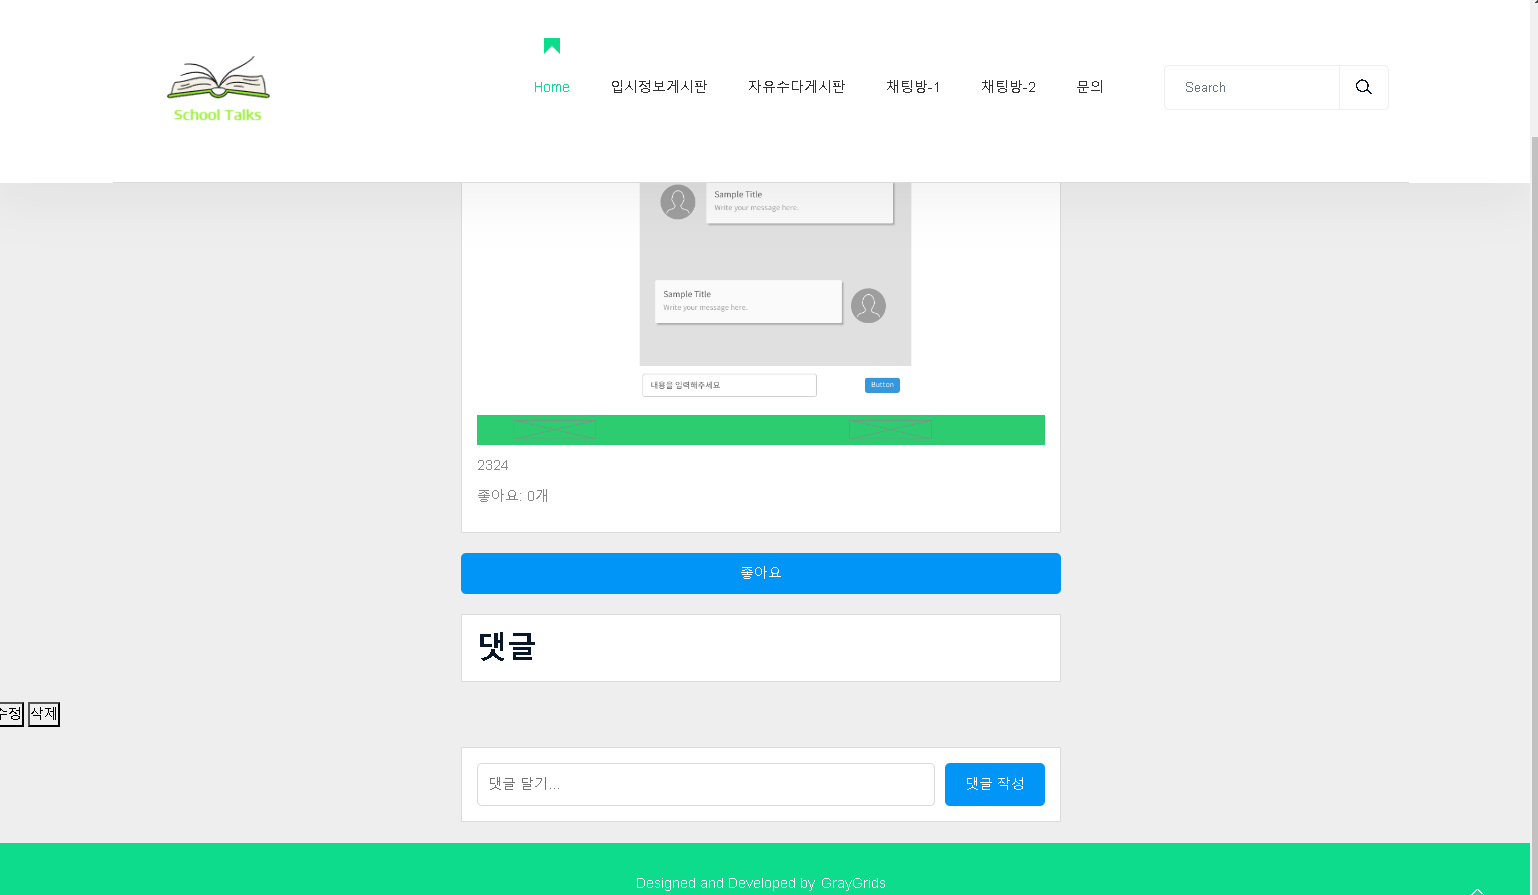 School Talks
Home 입시정보게시판 자유수다게시판 채팅방-1 채팅방-2 문의 Search
Sample Title
Write your message here.
Sample Title
Write your message here.
내용을 입력해주세요 Button
2324
좋아요: 0개
좋아요
댓글
수정 삭제
댓글 달기... 댓글 작성
Designed and Developed by GrayGrids